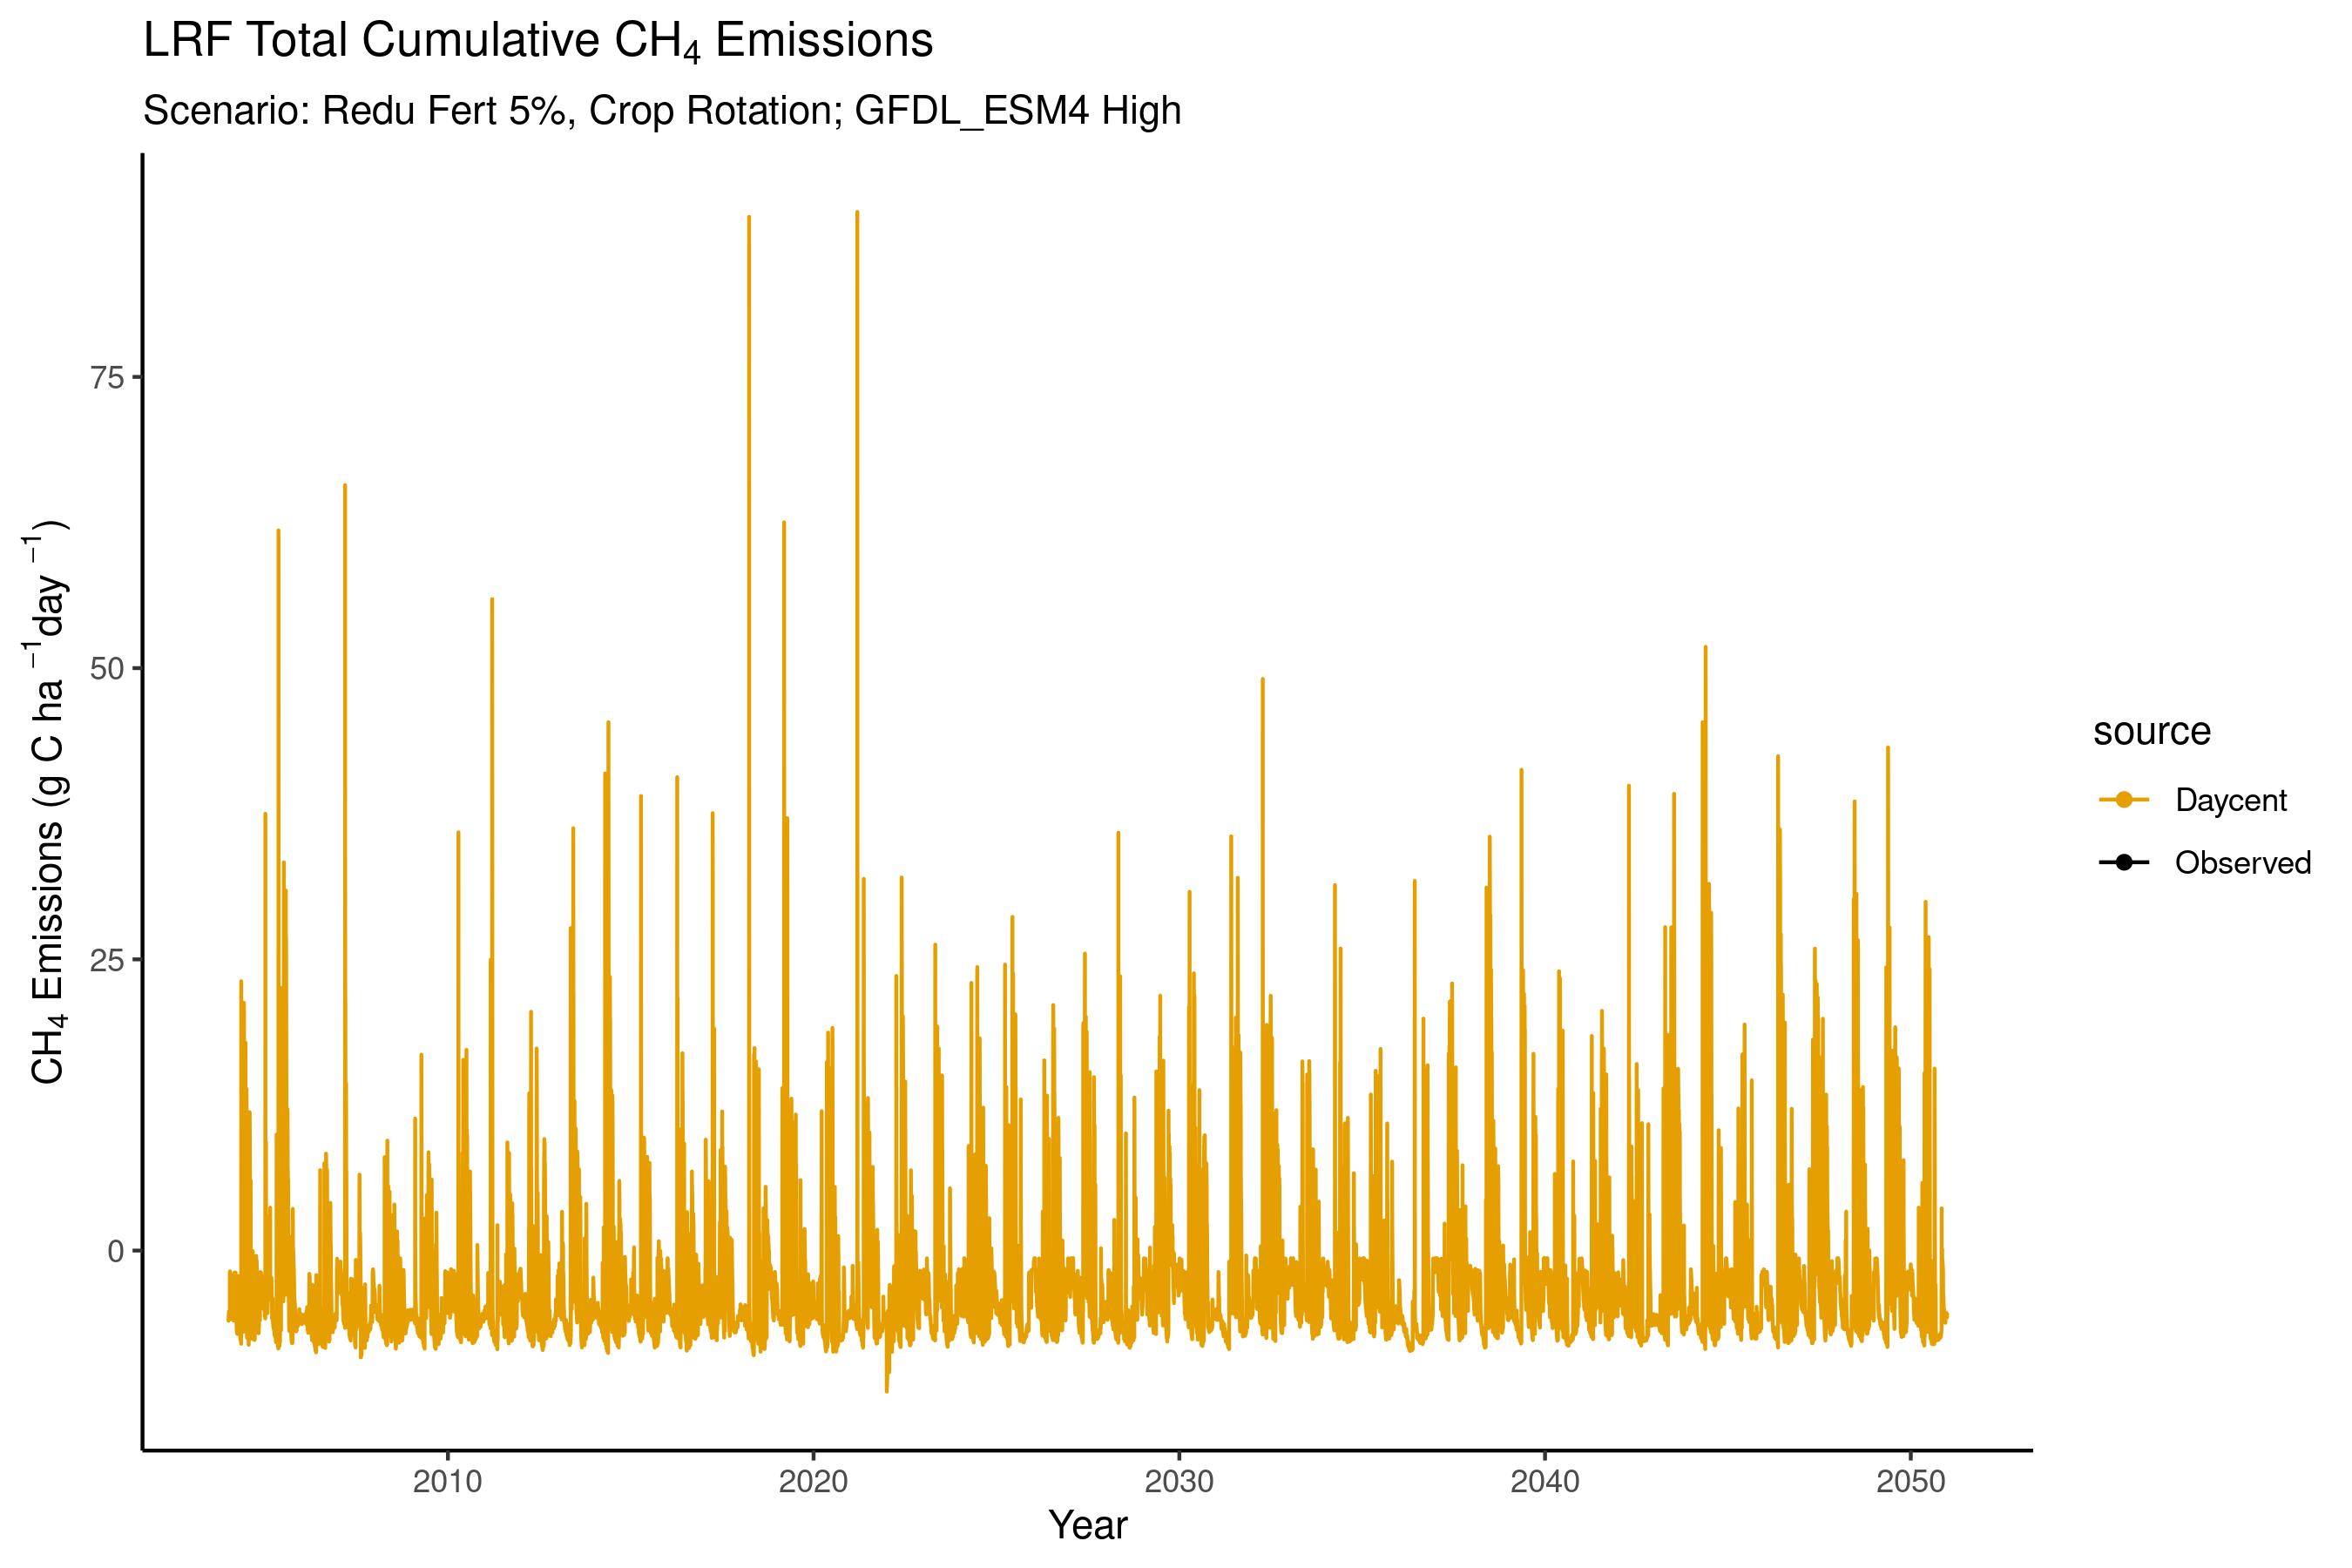 LRF Total Cumulative CH₄ Emissions
Scenario: Redu Fert 5%, Crop Rotation; GFDL_ESM4 High
CH₄ Emissions (g C ha ⁻¹day ⁻¹)
75
50
25
0
2010 2020 2030 2040 2050
Year
source
Daycent
Observed